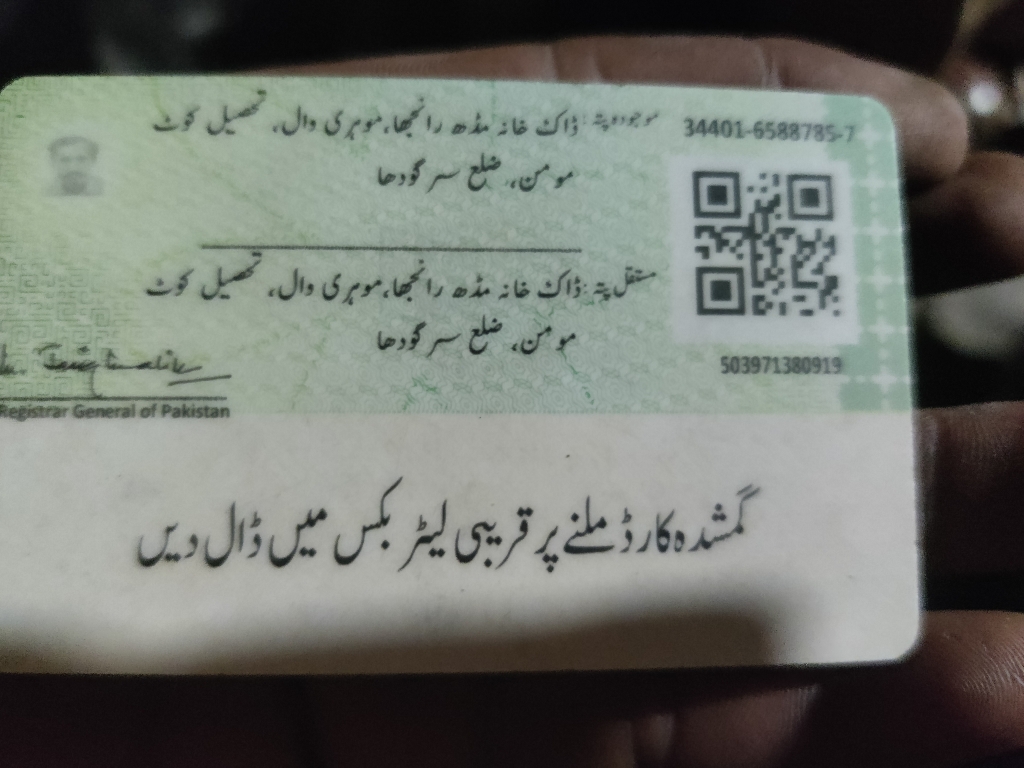 34401-6588785-7
موجودہ پتہ: ڈاک خانہ مڈھ رانجھا، موہری وال، تحصیل کوٹ
مومن، ضلع سرگودھا
مستقل پتہ: ڈاک خانہ مڈھ رانجھا، موہری وال، تحصیل کوٹ
مومن، ضلع سرگودھا
503971380919
Registrar General of Pakistan
گمشدہ کارڈ ملنے پر قریبی لیٹر بکس میں ڈال دیں